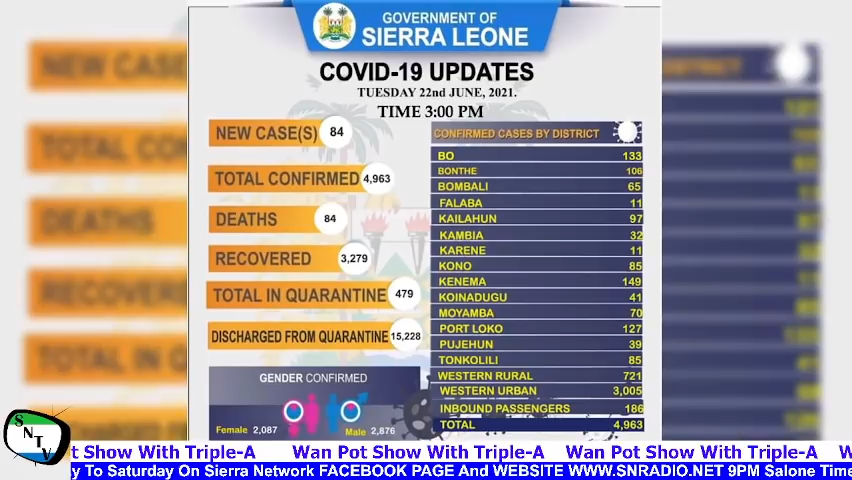 GOVERNMENT OF
SIERRA LEONE
COVID-19 UPDATES
TUESDAY 22nd JUNE, 2021.
TIME 3:00 PM
NEW CASE(S) 84
TOTAL CONFIRMED 4,963
DEATHS 84
RECOVERED 3,279
TOTAL IN QUARANTINE 479
DISCHARGED FROM QUARANTINE 15,228
GENDER CONFIRMED
Female 2,087 Male 2,876
CONFIRMED CASES BY DISTRICT
BO 133
BONTHE 106
BOMBALI 65
FALABA 11
KAILAHUN 97
KAMBIA 32
KARENE 11
KONO 85
KENEMA 149
KOINADUGU 41
MOYAMBA 70
PORT LOKO 127
PUJEHUN 39
TONKOLILI 85
WESTERN RURAL 721
WESTERN URBAN 3,005
INBOUND PASSENGERS 186
TOTAL 4,963
SNTV
t Show With Triple-A Wan Pot Show With Triple-A Wan Pot Show With Triple-A W
y To Saturday On Sierra Network FACEBOOK PAGE And WEBSITE WWW.SNRADIO.NET 9PM Salone Time